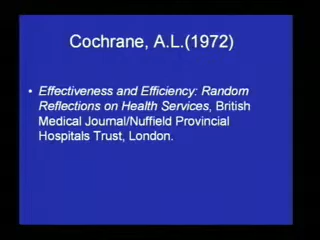 Cochrane, A.L.(1972)
• Effectiveness and Efficiency: Random
Reflections on Health Services, British
Medical Journal/Nuffield Provincial
Hospitals Trust, London.